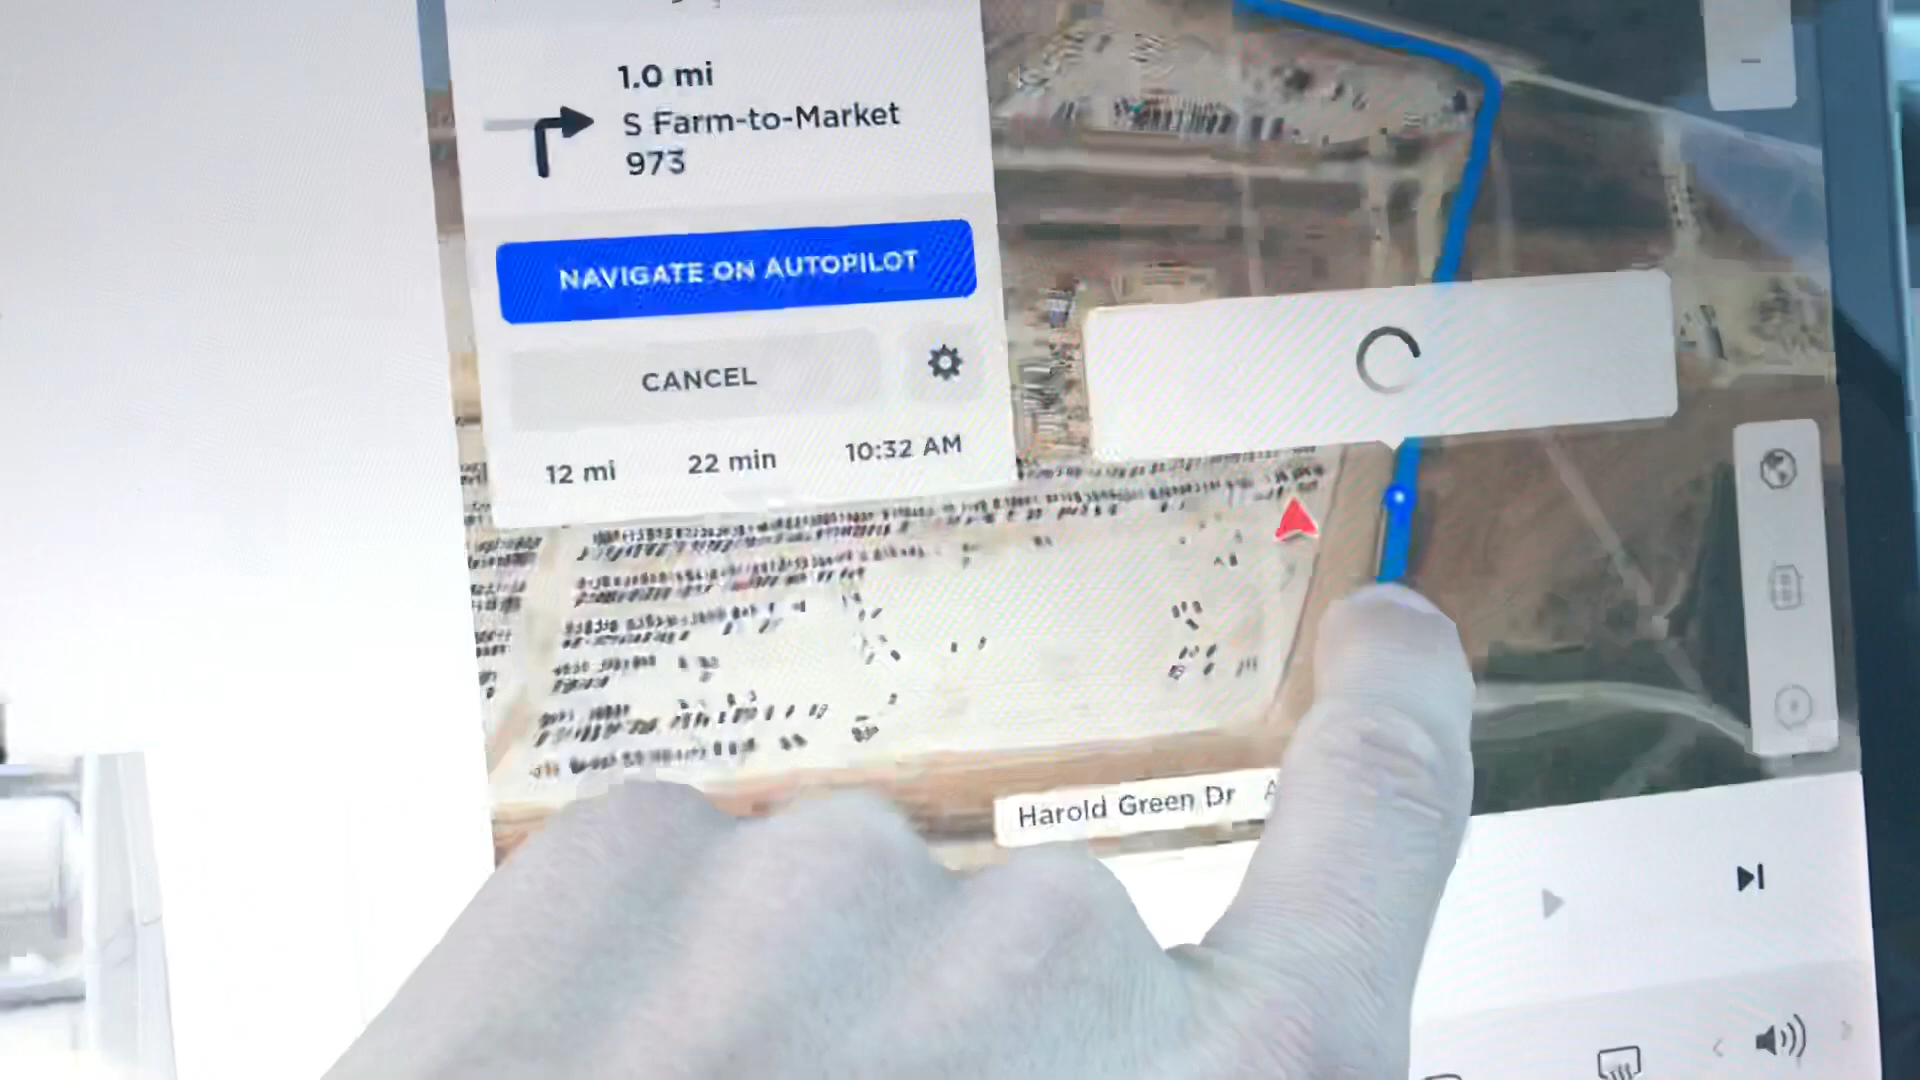 1.0 mi
S Farm-to-Market
973
NAVIGATE ON AUTOPILOT
CANCEL
12 mi 22 min 10:32 AM
Harold Green Dr